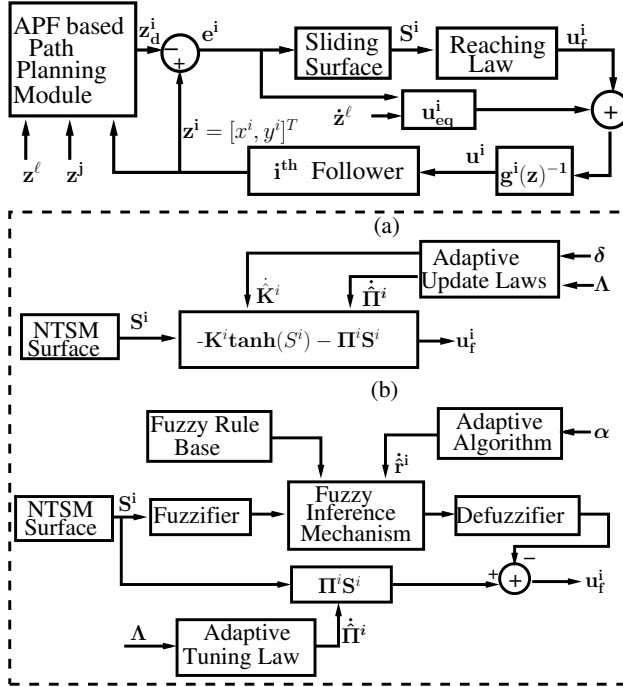 APF based
Path
Planning
Module
z_d^i
−
+
e^i
Sliding
Surface
S^i
Reaching
Law
u_f^i
ż^ℓ
u_eq^i
+
z^i = [x^i, y^i]^T
z^ℓ
z^j
i^th Follower
u^i
g^i(z)^−1
(a)
Adaptive
Update Laws
δ
Λ
K̂̇^i
Π̂̇^i
NTSM
Surface
S^i
-K^i tanh(S^i) − Π^i S^i
u_f^i
(b)
Fuzzy Rule
Base
Adaptive
Algorithm
α
r̂̇^i
NTSM
Surface
S^i
Fuzzifier
Fuzzy
Inference
Mechanism
Defuzzifier
−
+
+
u_f^i
Π^i S^i
Λ
Adaptive
Tuning Law
Π̂̇^i